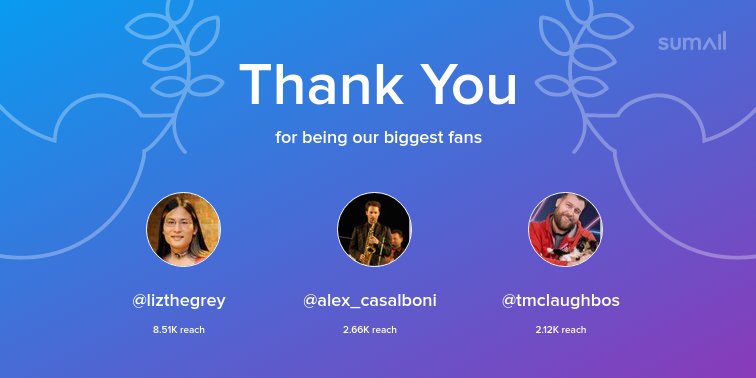 sumall
Thank You
for being our biggest fans
@lizthegrey
@alex_casalboni
@tmclaughbos
8.51K reach
2.66K reach
2.12K reach